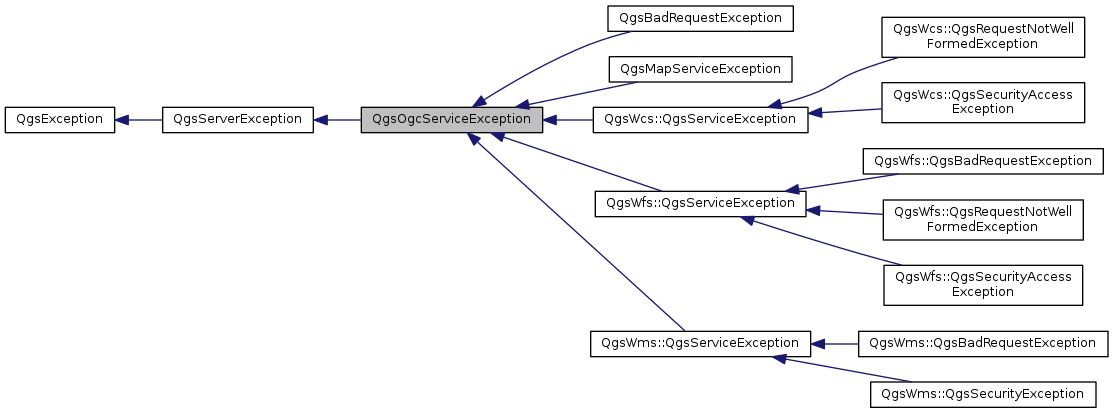 QgsException
QgsServerException
QgsOgcServiceException
QgsBadRequestException
QgsMapServiceException
QgsWcs::QgsServiceException
QgsWcs::QgsRequestNotWell
FormedException
QgsWcs::QgsSecurityAccess
Exception
QgsWfs::QgsServiceException
QgsWfs::QgsBadRequestException
QgsWfs::QgsRequestNotWell
FormedException
QgsWfs::QgsSecurityAccess
Exception
QgsWms::QgsServiceException
QgsWms::QgsBadRequestException
QgsWms::QgsSecurityException